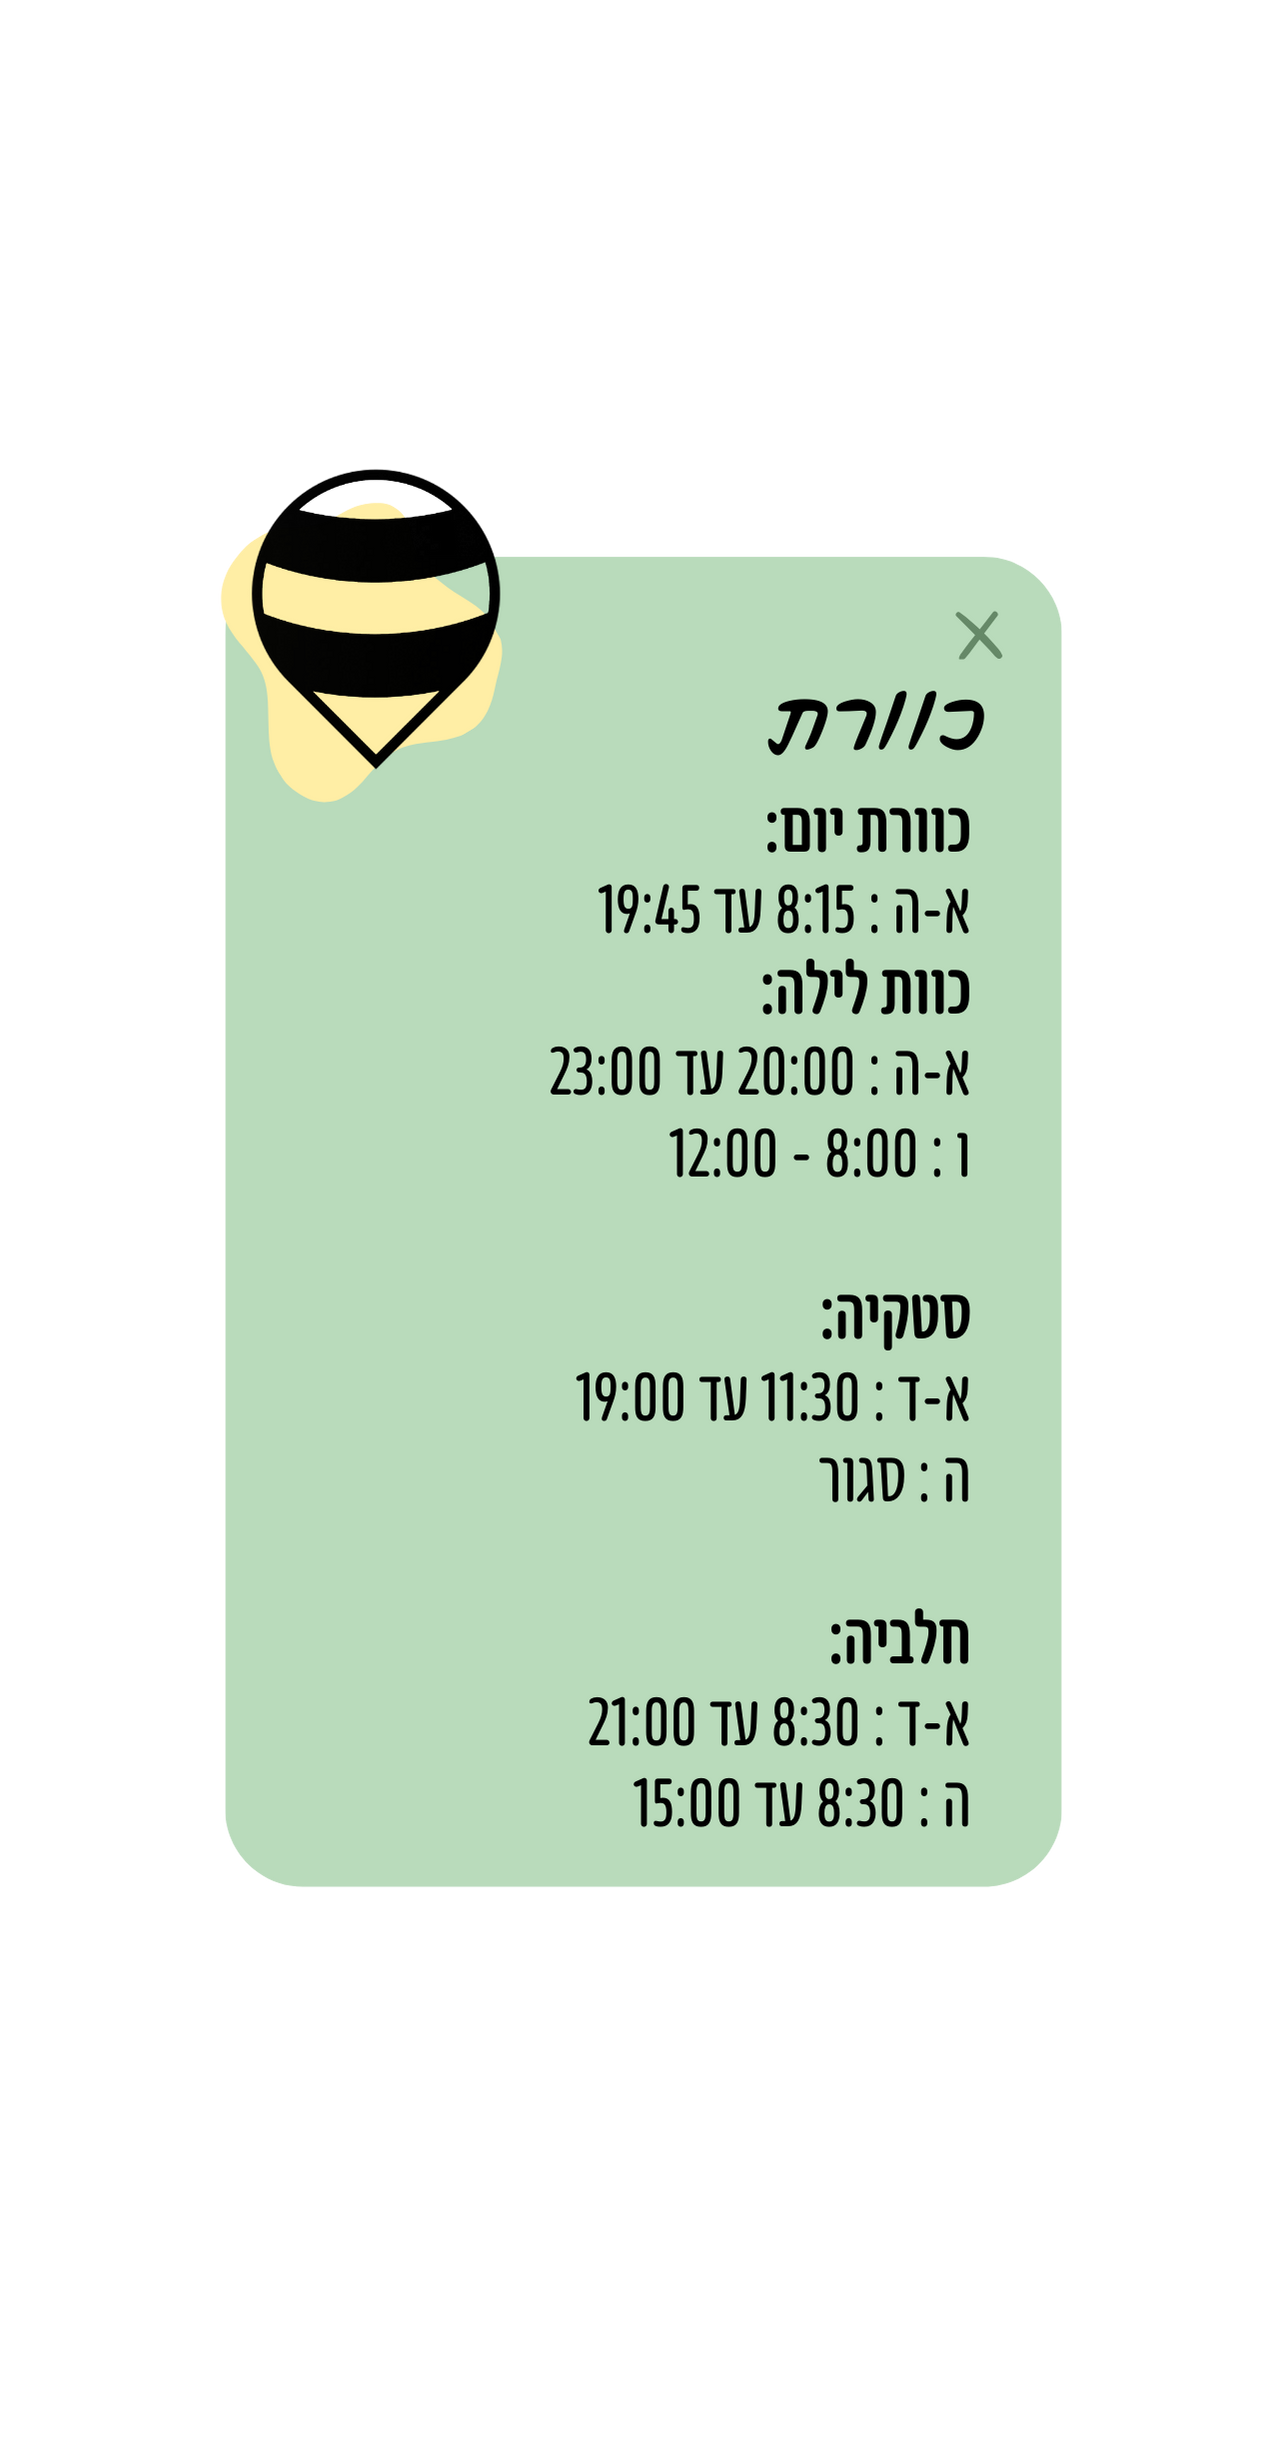 כוורת
כוורת יום:
א-ה : 8:15 עד 19:45
כוות לילה:
א-ה : 20:00 עד 23:00
ו : 8:00 - 12:00
סטקיה:
א-ד : 11:30 עד 19:00
ה : סגור
חלביה:
א-ד : 8:30 עד 21:00
ה : 8:30 עד 15:00